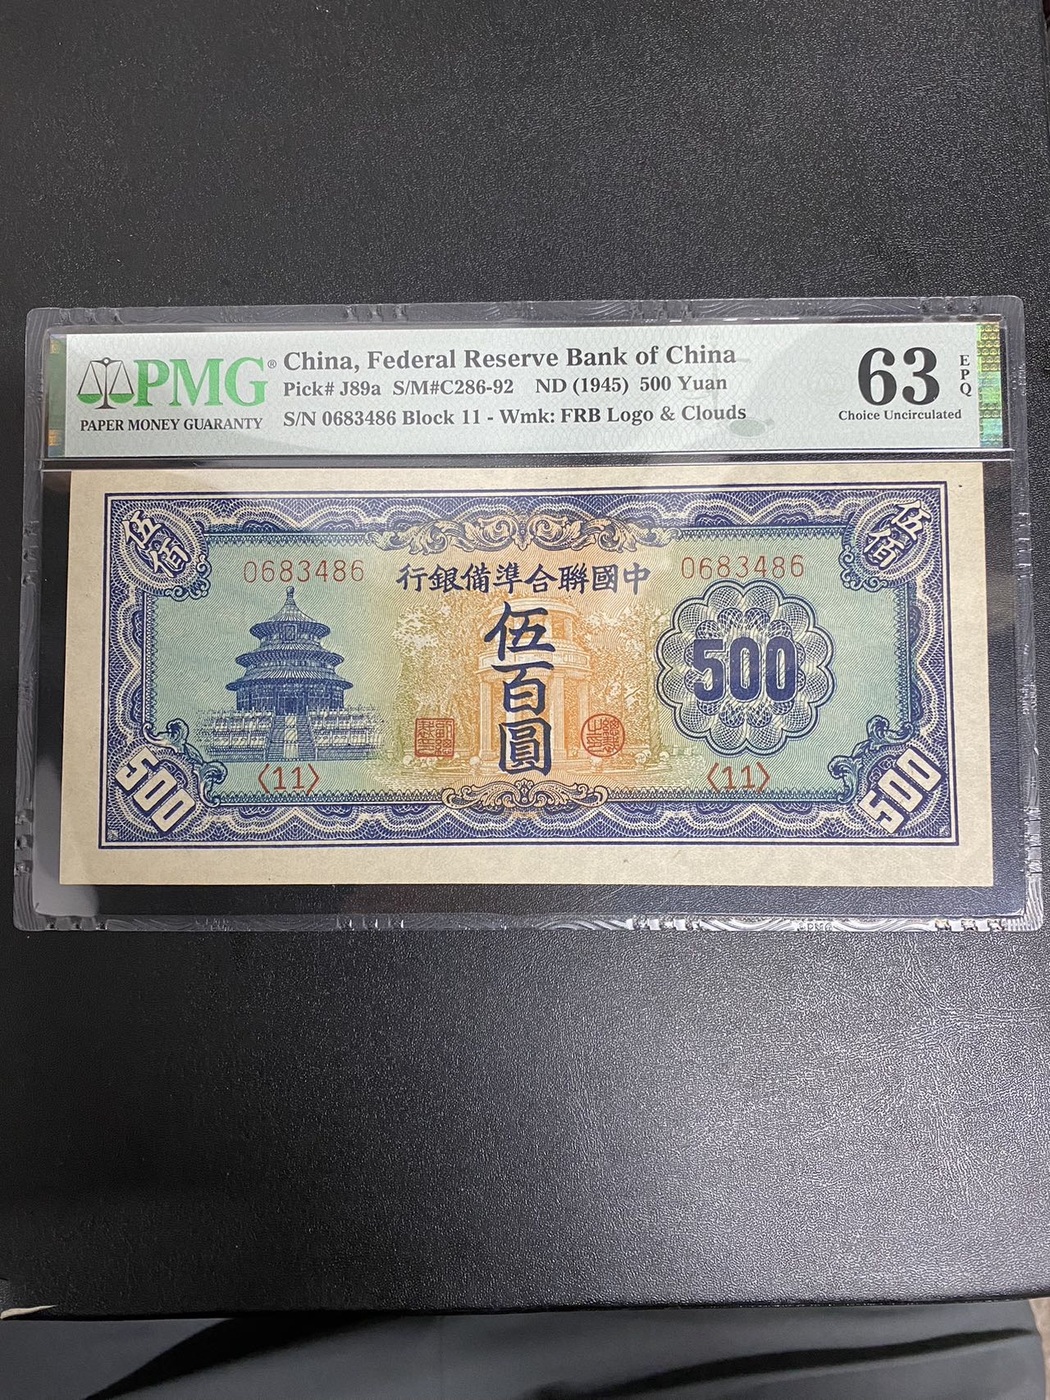 PMG®
PAPER MONEY GUARANTY
China, Federal Reserve Bank of China
Pick# J89a S/M#C286-92 ND (1945) 500 Yuan
S/N 0683486 Block 11 - Wmk: FRB Logo & Clouds
63
EPQ
Choice Uncirculated
伍佰
伍佰
0683486
0683486
行銀備準合聯國中
伍百圓
500
〈11〉
〈11〉
500
500